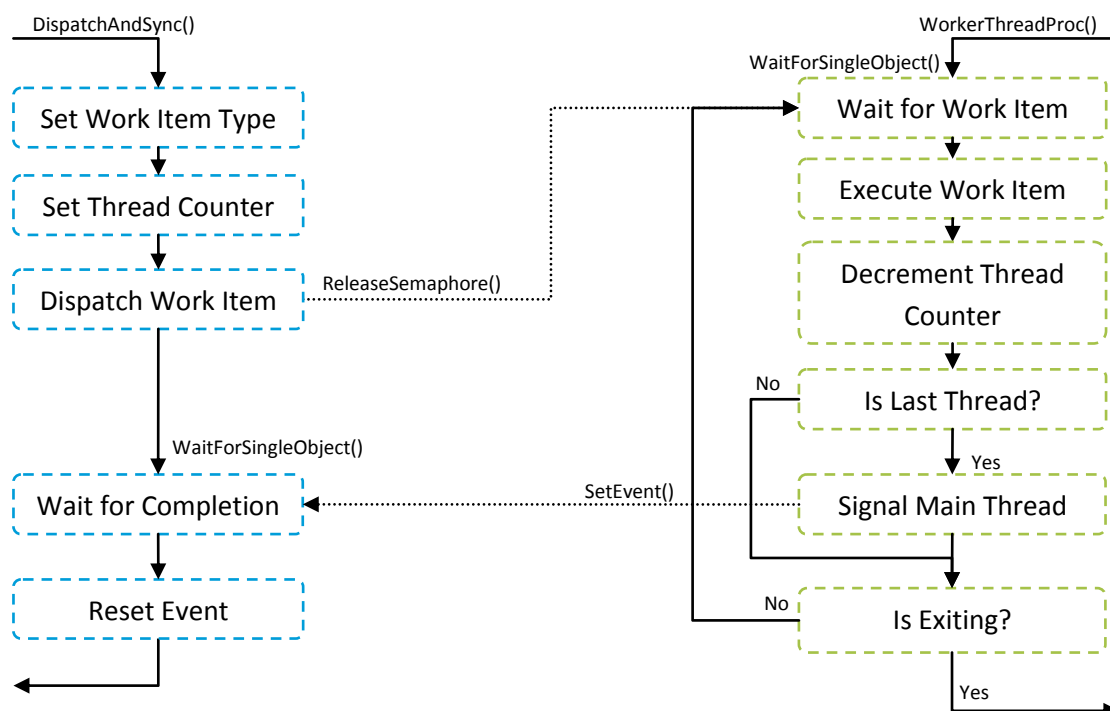 DispatchAndSync()
Set Work Item Type
Set Thread Counter
Dispatch Work Item
ReleaseSemaphore()
WaitForSingleObject()
Wait for Completion
SetEvent()
Reset Event
WorkerThreadProc()
WaitForSingleObject()
Wait for Work Item
Execute Work Item
Decrement Thread
Counter
No
Is Last Thread?
Yes
Signal Main Thread
No
Is Exiting?
Yes